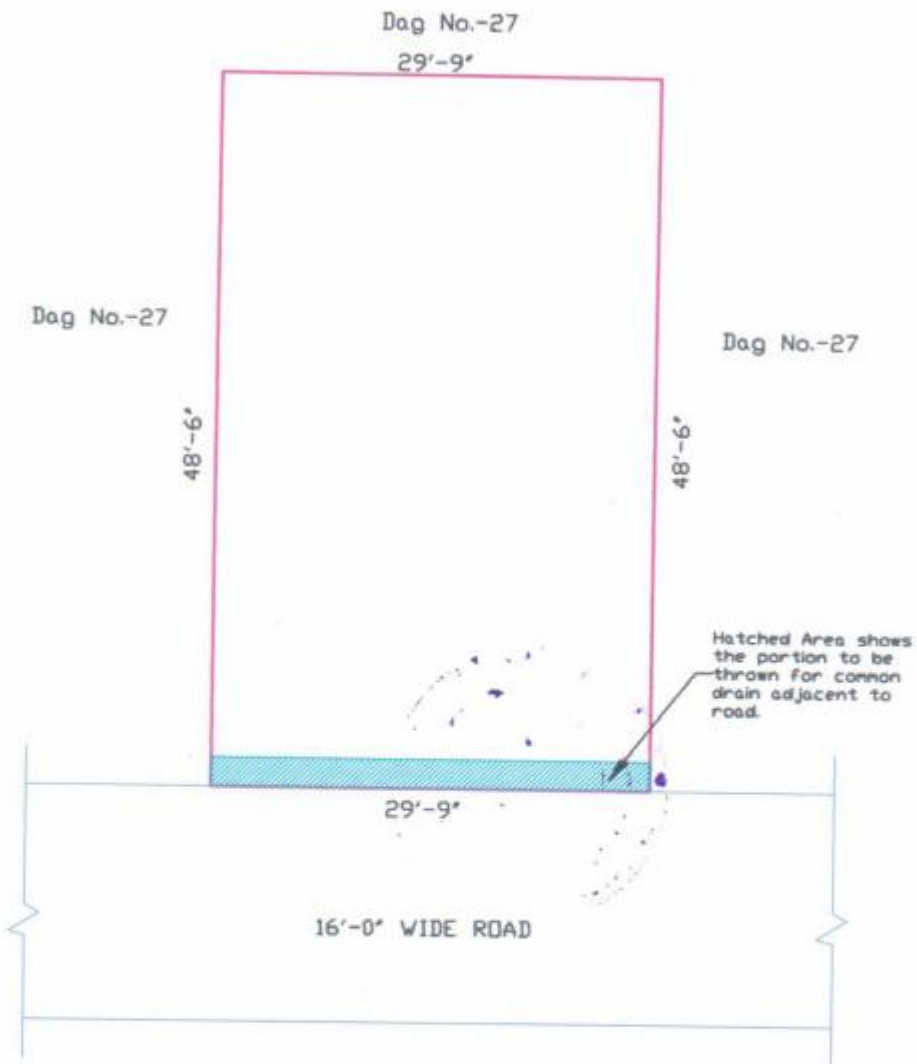 Dag No.-27
29'-9"
Dag No.-27
Dag No.-27
48'-6"
48'-6"
Hatched Area shows
the portion to be
thrown for common
drain adjacent to
road.
29'-9"
16'-0" WIDE ROAD